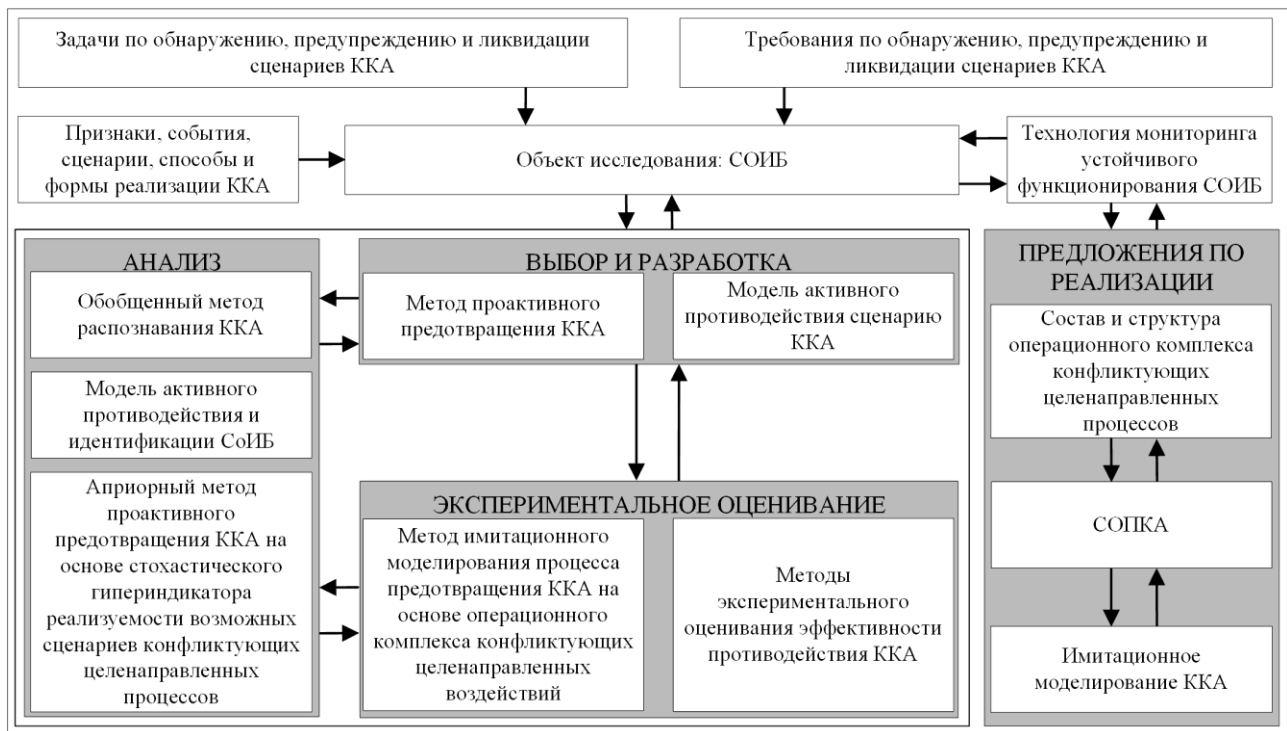 Задачи по обнаружению, предупреждению и ликвидации
сценариев ККА
Требования по обнаружению, предупреждению и
ликвидации сценариев ККА
Признаки, события,
сценарии, способы и
формы реализации ККА
Объект исследования: СОИБ
Технология мониторинга
устойчивого
функционирования СОИБ
АНАЛИЗ
Обобщенный метод
распознавания ККА
Модель активного
противодействия и
идентификации СоИБ
Априорный метод
проактивного
предотвращения ККА на
основе стохастического
гипериндикатора
реализуемости возможных
сценариев конфликтующих
целенаправленных
процессов
ВЫБОР И РАЗРАБОТКА
Метод проактивного
предотвращения ККА
Модель активного
противодействия сценарию
ККА
ЭКСПЕРИМЕНТАЛЬНОЕ ОЦЕНИВАНИЕ
Метод имитационного
моделирования процесса
предотвращения ККА на
основе операционного
комплекса конфликтующих
целенаправленных
воздействий
Методы
экспериментального
оценивания эффективности
противодействия ККА
ПРЕДЛОЖЕНИЯ ПО
РЕАЛИЗАЦИИ
Состав и структура
операционного комплекса
конфликтующих
целенаправленных
процессов
СОПКА
Имитационное
моделирование ККА